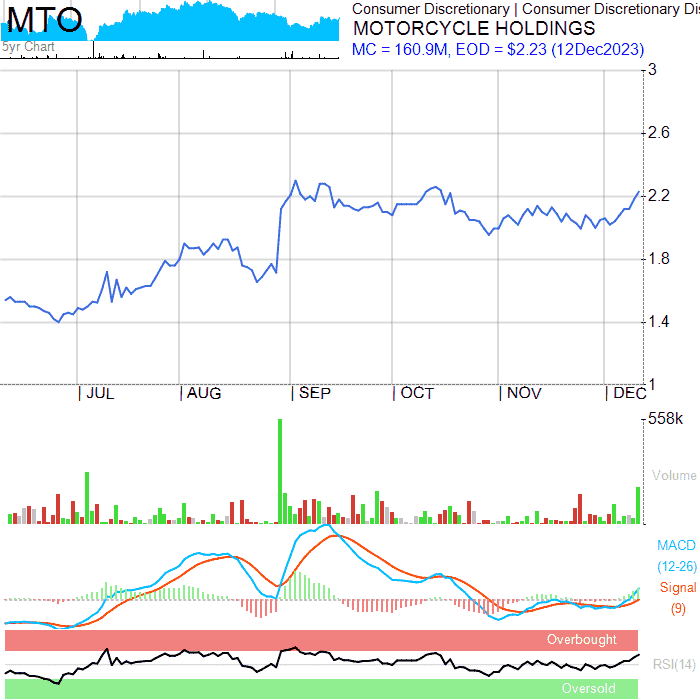 MTO
5yr Chart
Consumer Discretionary | Consumer Discretionary Dis
MOTORCYCLE HOLDINGS
MC = 160.9M, EOD = $2.23 (12Dec2023)
3
2.6
2.2
1.8
1.4
1
| JUL | AUG | SEP | OCT | NOV | DEC
558k
Volume
MACD
(12-26)
Signal
(9)
Overbought
RSI(14)
Oversold